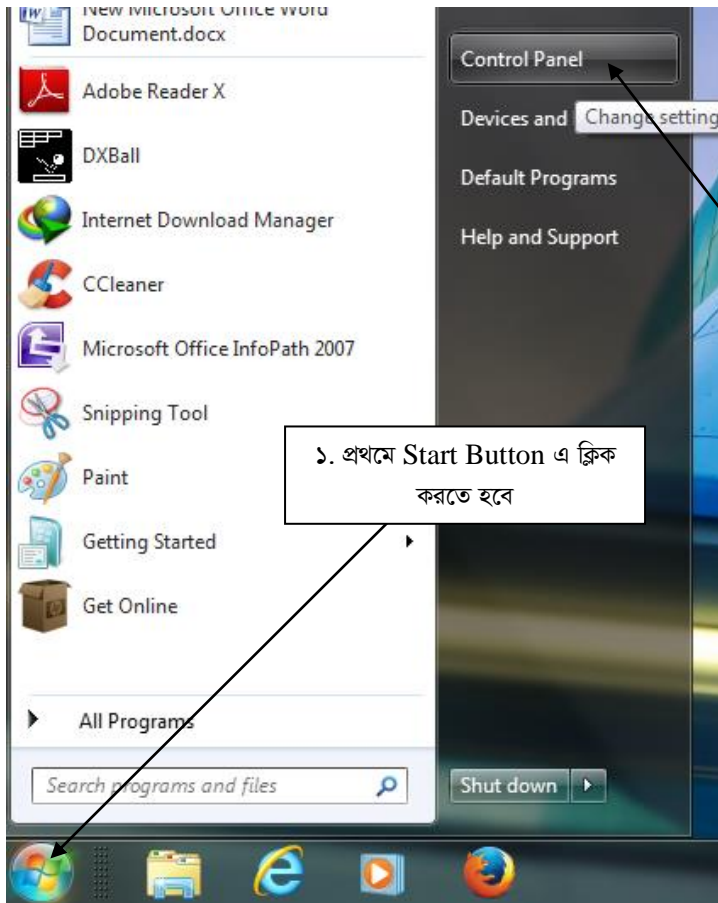 New Microsoft Office Word
Document.docx
Adobe Reader X
DXBall
Internet Download Manager
CCleaner
Microsoft Office InfoPath 2007
Snipping Tool
Paint
Getting Started
Get Online
All Programs
Search programs and files
Control Panel
Devices and
Change setting
Default Programs
Help and Support
Shut down
১. প্রথমে Start Button এ ক্লিক
করতে হবে